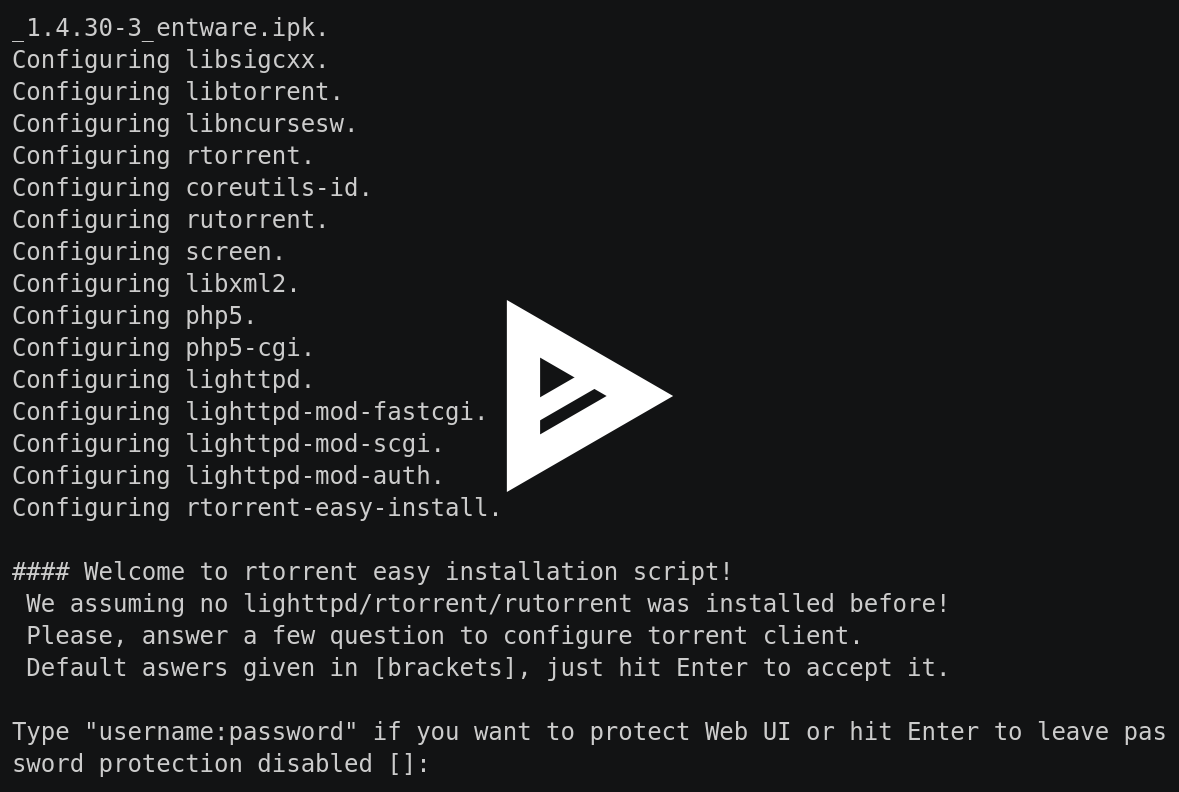 _1.4.30-3_entware.ipk.
Configuring libsigcxx.
Configuring libtorrent.
Configuring libncursesw.
Configuring rtorrent.
Configuring coreutils-id.
Configuring rutorrent.
Configuring screen.
Configuring libxml2.
Configuring php5.
Configuring php5-cgi.
Configuring lighttpd.
Configuring lighttpd-mod-fastcgi.
Configuring lighttpd-mod-scgi.
Configuring lighttpd-mod-auth.
Configuring rtorrent-easy-install.

#### Welcome to rtorrent easy installation script!
 We assuming no lighttpd/rtorrent/rutorrent was installed before!
 Please, answer a few question to configure torrent client.
 Default aswers given in [brackets], just hit Enter to accept it.

Type "username:password" if you want to protect Web UI or hit Enter to leave pas
sword protection disabled []: